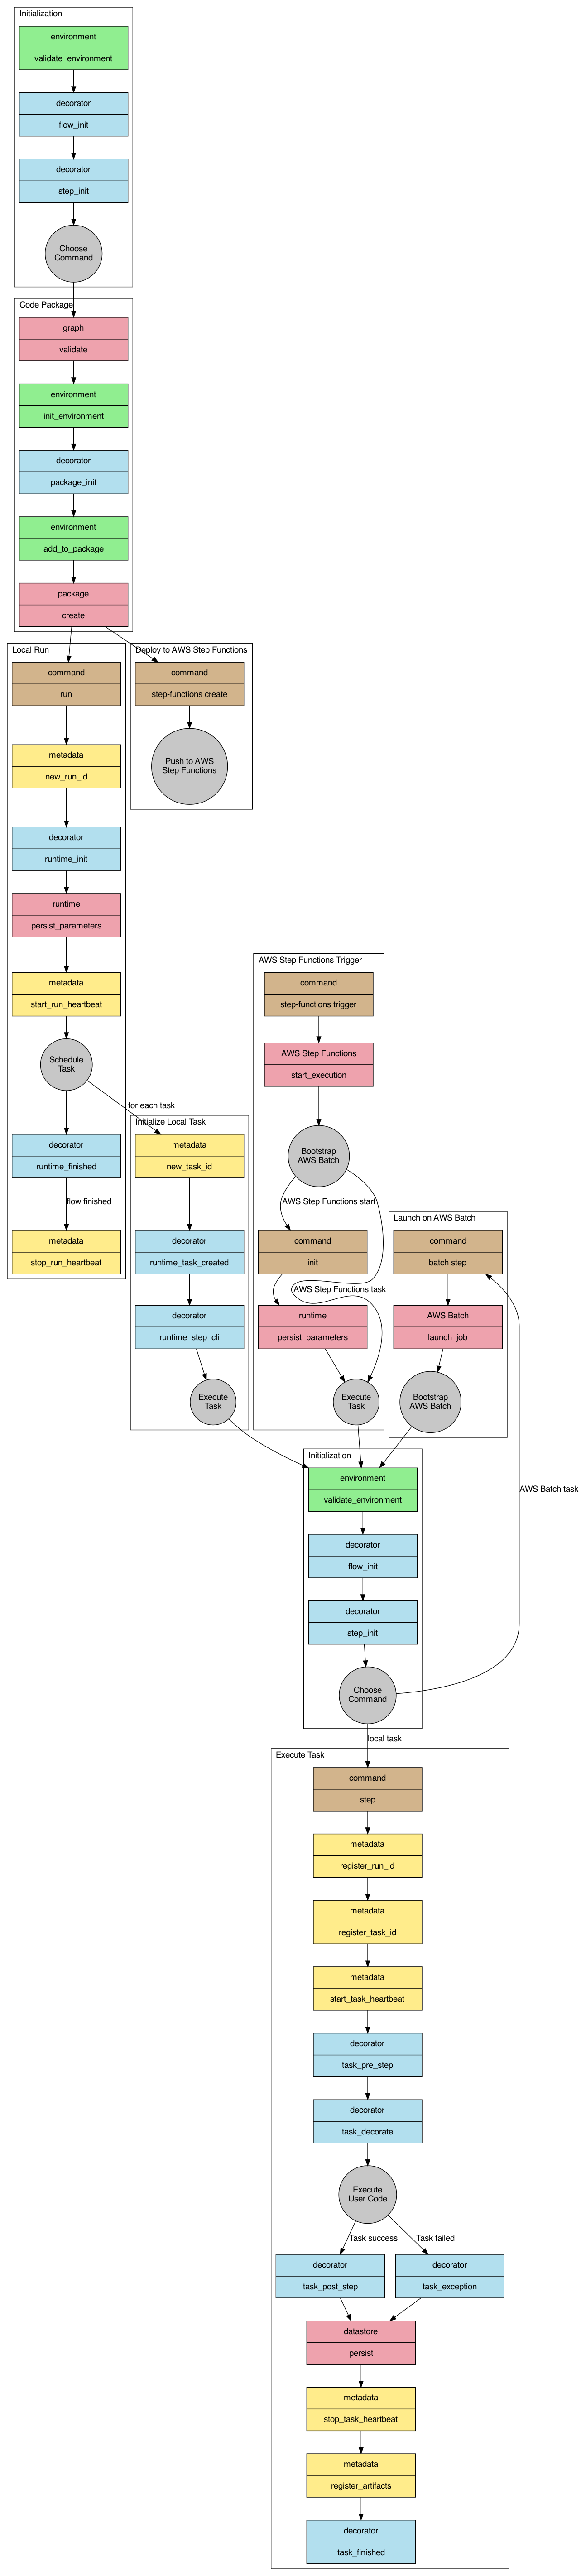 Initialization
environment
validate_environment
decorator
flow_init
decorator
step_init
Choose
Command
Code Package
graph
validate
environment
init_environment
decorator
package_init
environment
add_to_package
package
create
Local Run
command
run
metadata
new_run_id
decorator
runtime_init
runtime
persist_parameters
metadata
start_run_heartbeat
Schedule
Task
decorator
runtime_finished
flow finished
metadata
stop_run_heartbeat
Deploy to AWS Step Functions
command
step-functions create
Push to AWS
Step Functions
for each task
Initialize Local Task
metadata
new_task_id
decorator
runtime_task_created
decorator
runtime_step_cli
Execute
Task
AWS Step Functions Trigger
command
step-functions trigger
AWS Step Functions
start_execution
Bootstrap
AWS Batch
AWS Step Functions start
command
init
AWS Step Functions task
runtime
persist_parameters
Execute
Task
Launch on AWS Batch
command
batch step
AWS Batch
launch_job
Bootstrap
AWS Batch
Initialization
environment
validate_environment
decorator
flow_init
decorator
step_init
Choose
Command
AWS Batch task
local task
Execute Task
command
step
metadata
register_run_id
metadata
register_task_id
metadata
start_task_heartbeat
decorator
task_pre_step
decorator
task_decorate
Execute
User Code
Task success
Task failed
decorator
task_post_step
decorator
task_exception
datastore
persist
metadata
stop_task_heartbeat
metadata
register_artifacts
decorator
task_finished